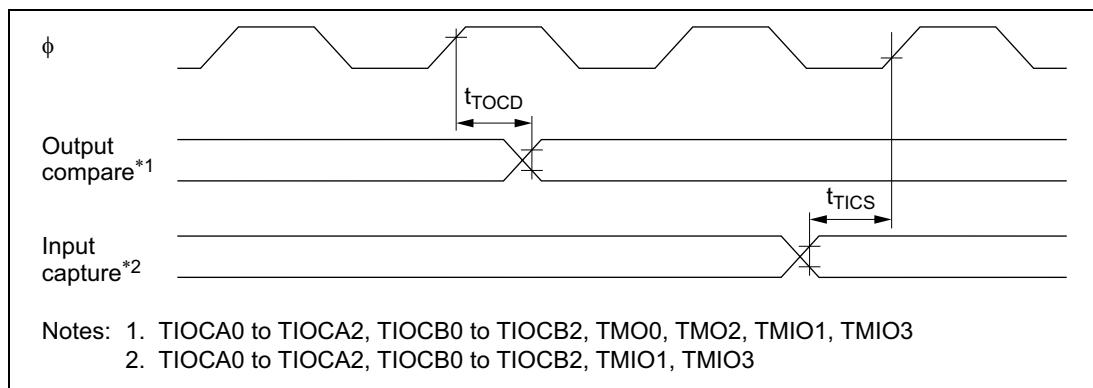 ϕ
tTOCD
Output
compare*1
tTICS
Input
capture*2
Notes: 1. TIOCA0 to TIOCA2, TIOCB0 to TIOCB2, TMO0, TMO2, TMIO1, TMIO3
2. TIOCA0 to TIOCA2, TIOCB0 to TIOCB2, TMIO1, TMIO3